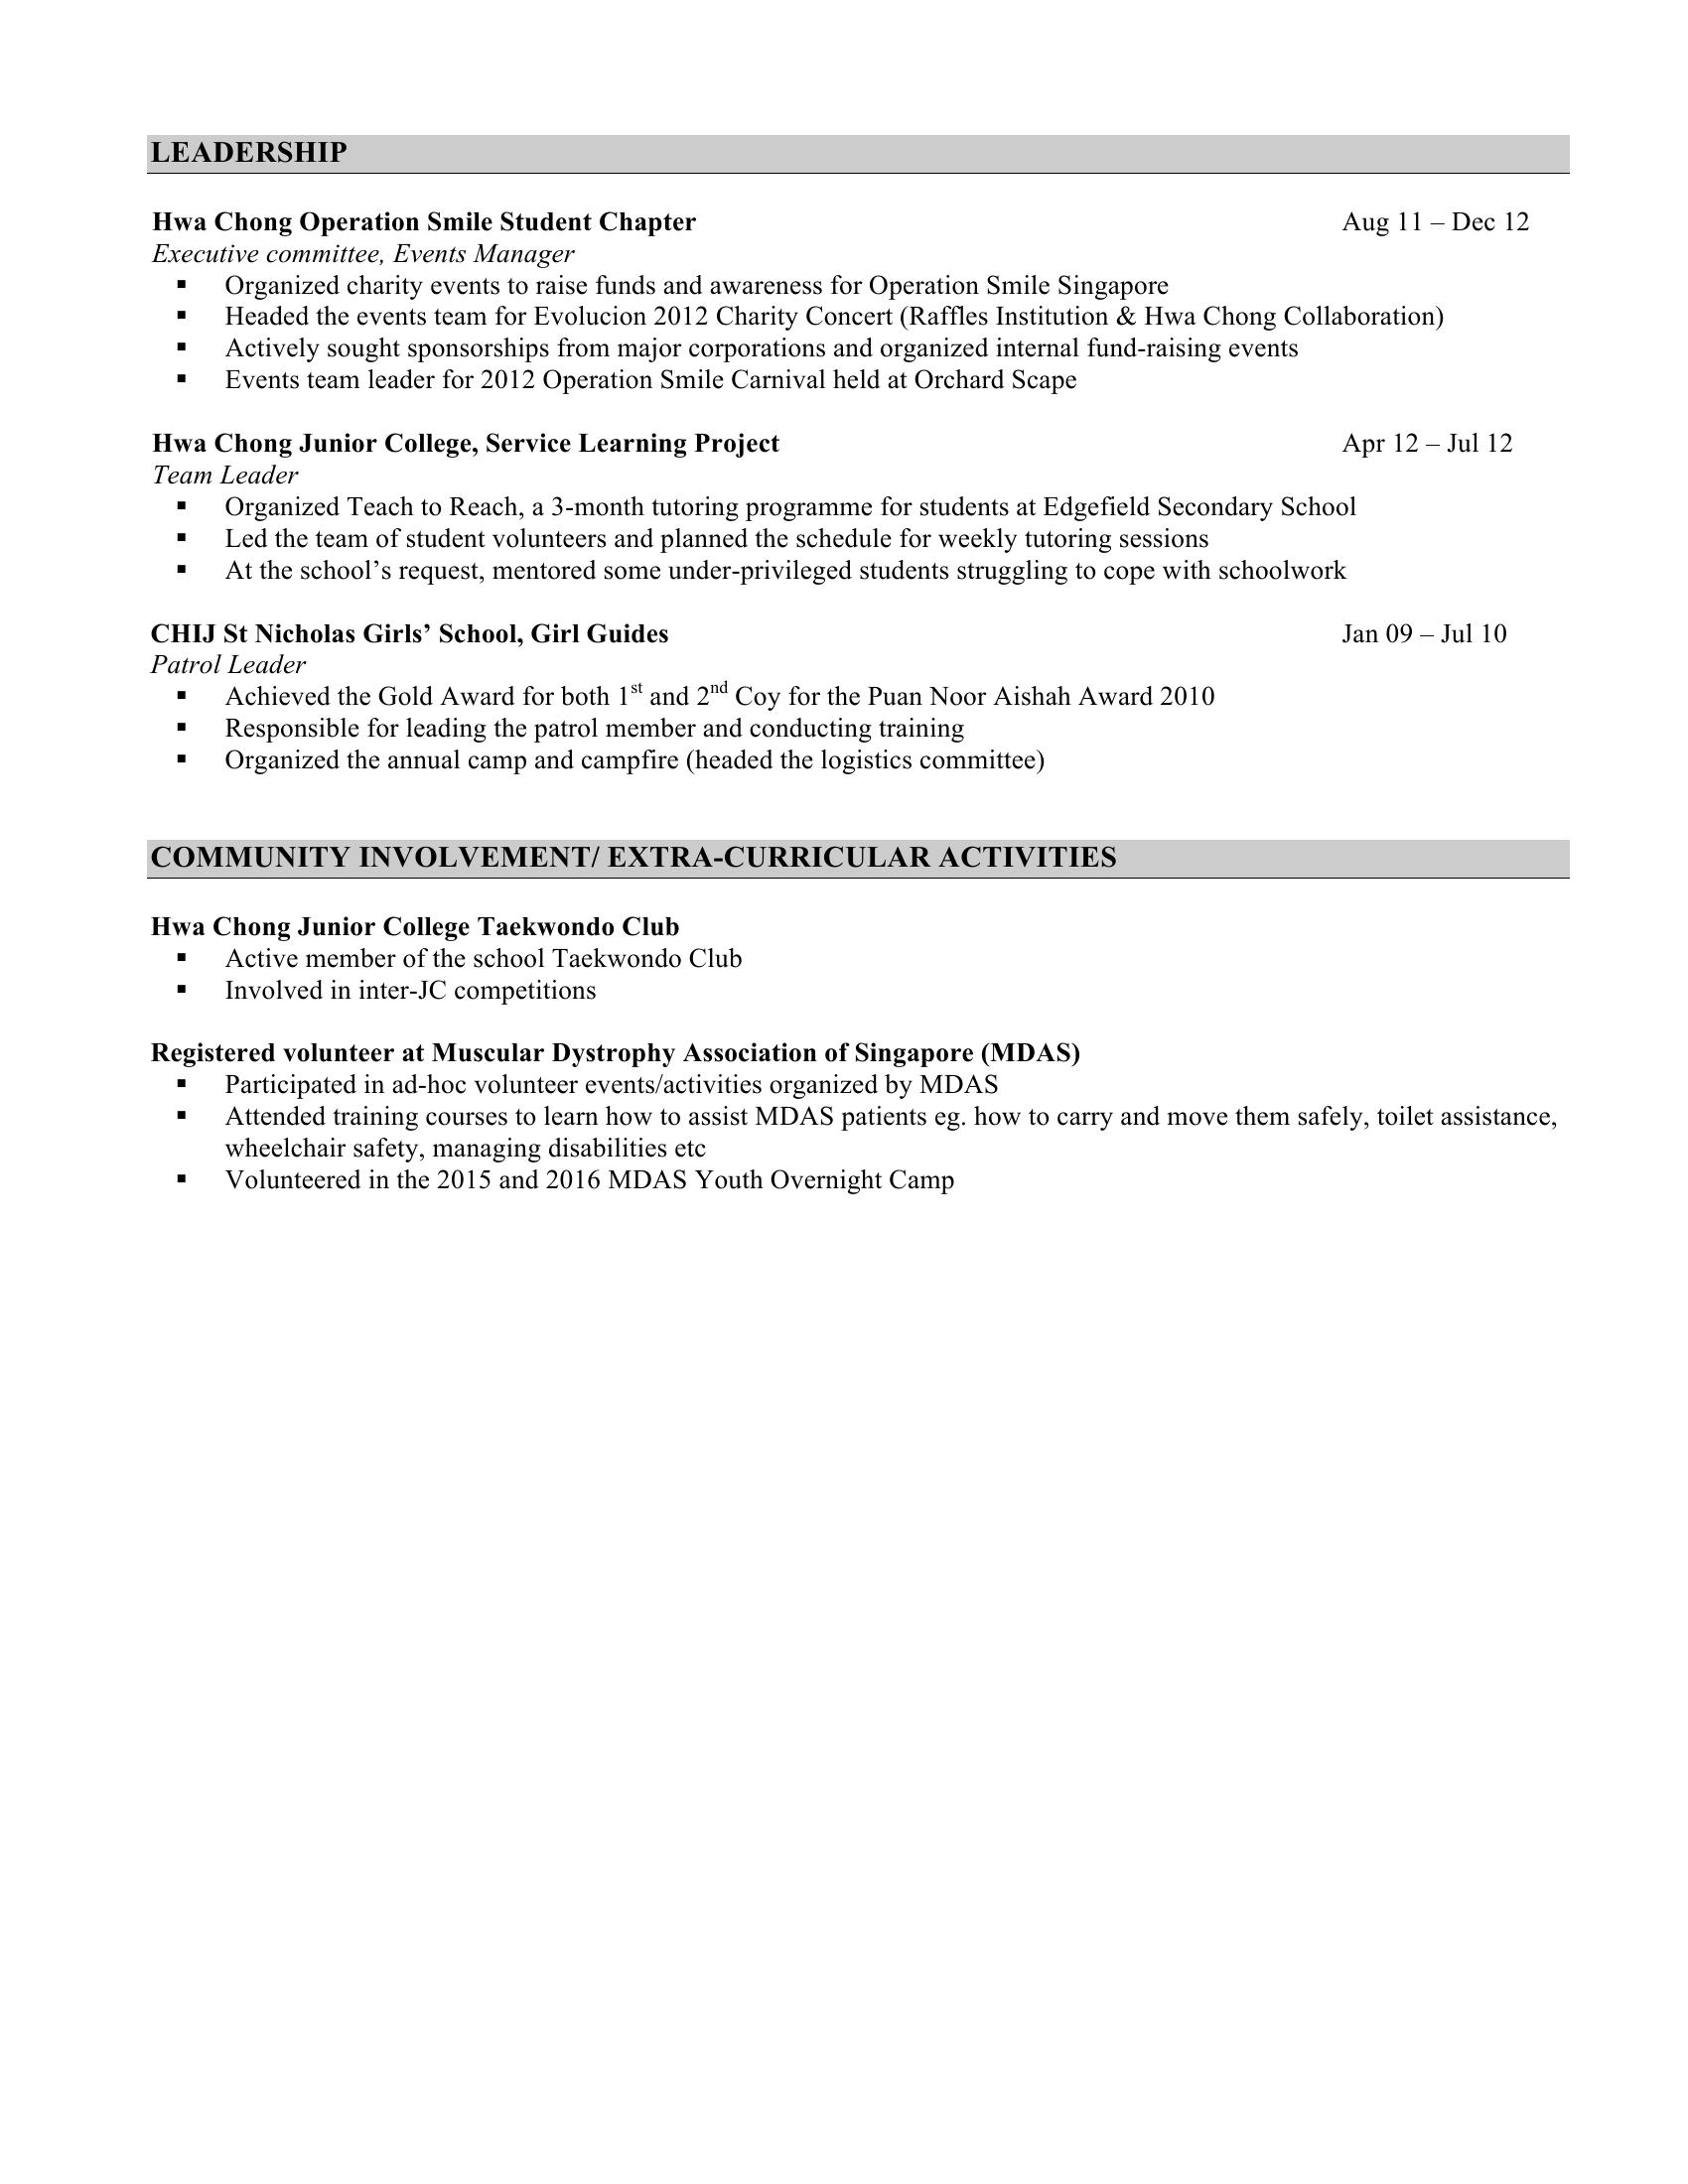 LEADERSHIP
Hwa Chong Operation Smile Student Chapter Aug 11 – Dec 12
Executive committee, Events Manager
▪ Organized charity events to raise funds and awareness for Operation Smile Singapore
▪ Headed the events team for Evolucion 2012 Charity Concert (Raffles Institution & Hwa Chong Collaboration)
▪ Actively sought sponsorships from major corporations and organized internal fund-raising events
▪ Events team leader for 2012 Operation Smile Carnival held at Orchard Scape
Hwa Chong Junior College, Service Learning Project Apr 12 – Jul 12
Team Leader
▪ Organized Teach to Reach, a 3-month tutoring programme for students at Edgefield Secondary School
▪ Led the team of student volunteers and planned the schedule for weekly tutoring sessions
▪ At the school’s request, mentored some under-privileged students struggling to cope with schoolwork
CHIJ St Nicholas Girls’ School, Girl Guides Jan 09 – Jul 10
Patrol Leader
▪ Achieved the Gold Award for both 1st and 2nd Coy for the Puan Noor Aishah Award 2010
▪ Responsible for leading the patrol member and conducting training
▪ Organized the annual camp and campfire (headed the logistics committee)
COMMUNITY INVOLVEMENT/ EXTRA-CURRICULAR ACTIVITIES
Hwa Chong Junior College Taekwondo Club
▪ Active member of the school Taekwondo Club
▪ Involved in inter-JC competitions
Registered volunteer at Muscular Dystrophy Association of Singapore (MDAS)
▪ Participated in ad-hoc volunteer events/activities organized by MDAS
▪ Attended training courses to learn how to assist MDAS patients eg. how to carry and move them safely, toilet assistance,
wheelchair safety, managing disabilities etc
▪ Volunteered in the 2015 and 2016 MDAS Youth Overnight Camp